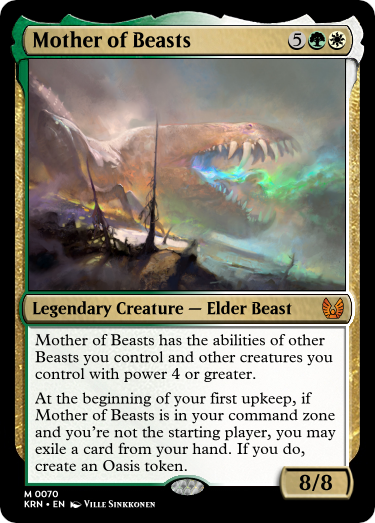 Mother of Beasts 5
Legendary Creature — Elder Beast
Mother of Beasts has the abilities of other
Beasts you control and other creatures you
control with power 4 or greater.
At the beginning of your first upkeep, if
Mother of Beasts is in your command zone
and you're not the starting player, you may
exile a card from your hand. If you do,
create an Oasis token.
8/8
M 0070
KRN • EN Ville Sinkkonen